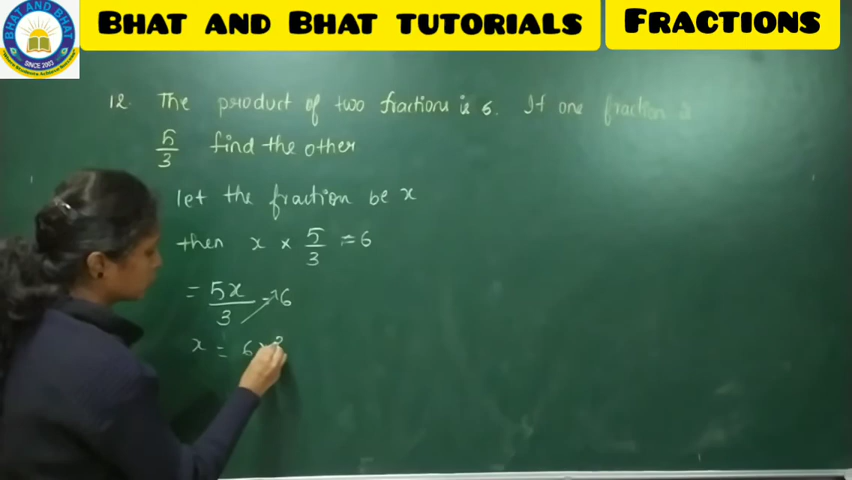 BHAT AND BHAT TUTORIALS
FRACTIONS
BHAT AND BHAT
SINCE 2003
12. The product of two fractions is 6. If one fraction is
5/3 find the other
let the fraction be x
then x × 5/3 = 6
= 5x/3 = 6
x = 6 × 3